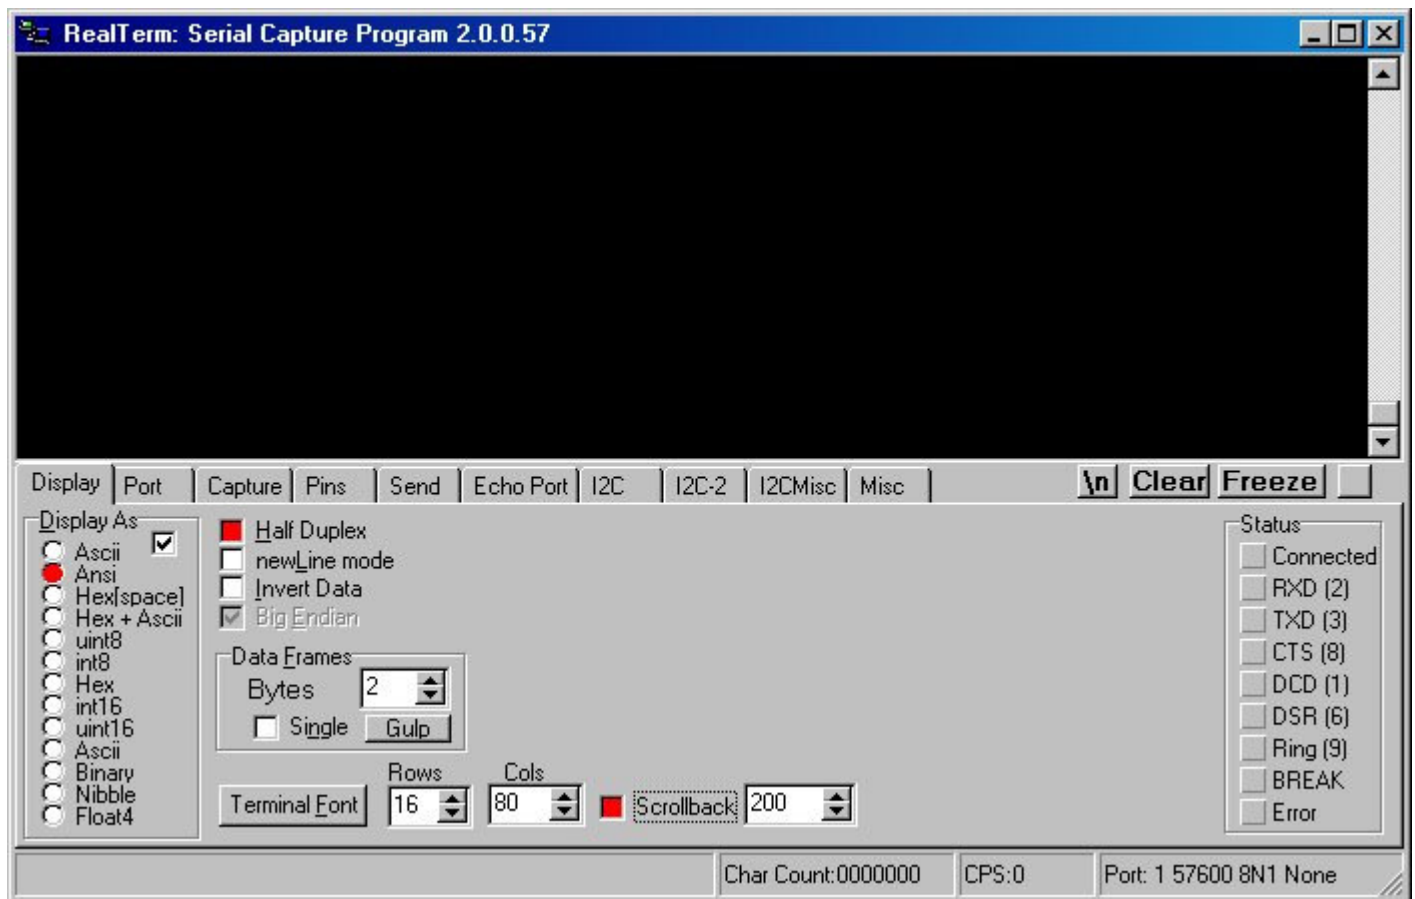 RealTerm: Serial Capture Program 2.0.0.57
Display Port Capture Pins Send Echo Port I2C I2C-2 I2CMisc Misc \n Clear Freeze
Display As
Ascii
Ansi
Hex[space]
Hex + Ascii
uint8
int8
Hex
int16
uint16
Ascii
Binary
Nibble
Float4
Half Duplex
newLine mode
Invert Data
Big Endian
Data Frames
Bytes 2
Single Gulp
Rows Cols
Terminal Font 16 80 Scrollback 200
Status
Connected
RXD (2)
TXD (3)
CTS (8)
DCD (1)
DSR (6)
Ring (9)
BREAK
Error
Char Count:0000000 CPS:0 Port: 1 57600 8N1 None